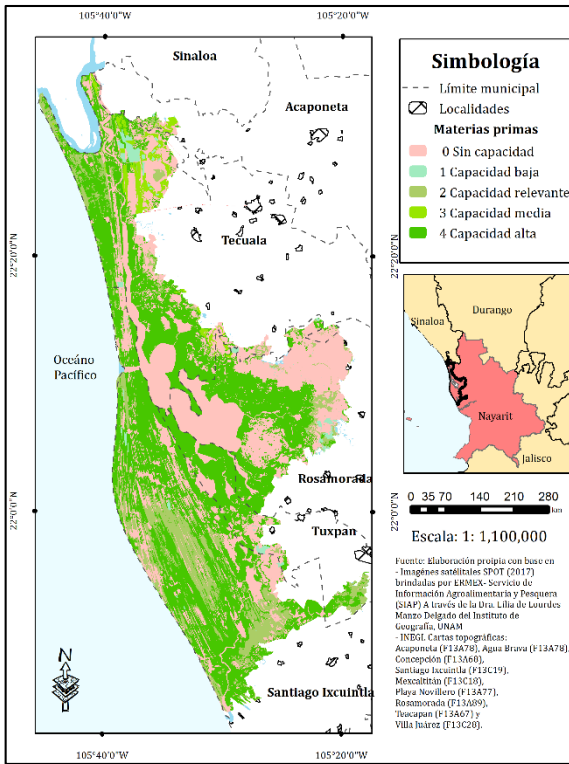 105°40'0"W
105°20'0"W
Sinaloa
Acaponeta
Tecuala
22°20'0"N
22°20'0"N
Oceáno
Pacífico
Rosamorada
22°0'0"N
22°0'0"N
Tuxpan
Santiago Ixcuintla
N
105°40'0"W
105°20'0"W
Simbología
Límite municipal
Localidades
Materias primas
0 Sin capacidad
1 Capacidad baja
2 Capacidad relevante
3 Capacidad media
4 Capacidad alta
Durango
Sinaloa
Nayarit
Jalisco
0 35 70 140 210 280
km
Escala: 1: 1,100,000
Fuente: Elaboración propia con base en
- Imagénes satélitales SPOT (2017)
brindadas por ERMEX- Servicio de
Información Agroalimentaria y Pesquera
(SIAP) A través de la Dra. Lilia de Lourdes
Manzo Delgado del Instituto de
Geografía, UNAM
- INEGI. Cartas topográficas:
Acaponeta (F13A78), Agua Brava (F13A78),
Concepción (F13A68),
Santiago Ixcuintla (F13C19),
Mexcaltitán (F13C18),
Playa Novillero (F13A77),
Rosamorada (F13A89),
Teacapan (F13A67) y
Villa Juárez (F13C28).